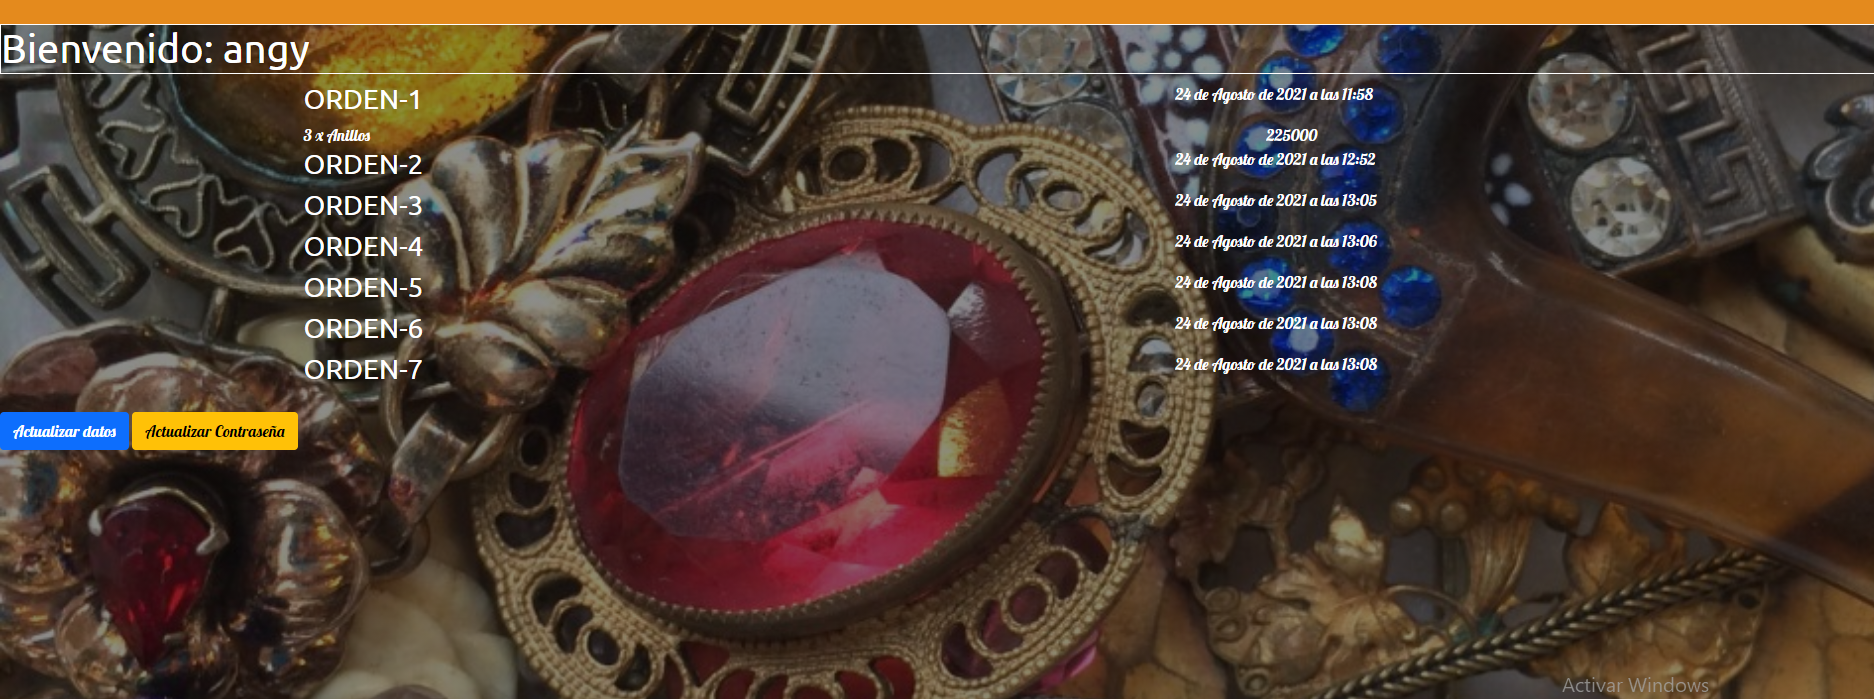 Bienvenido: angy
ORDEN-1 24 de Agosto de 2021 a las 11:58
3 x Anillos 225000
ORDEN-2 24 de Agosto de 2021 a las 12:52
ORDEN-3 24 de Agosto de 2021 a las 13:05
ORDEN-4 24 de Agosto de 2021 a las 13:06
ORDEN-5 24 de Agosto de 2021 a las 13:08
ORDEN-6 24 de Agosto de 2021 a las 13:08
ORDEN-7 24 de Agosto de 2021 a las 13:08
Actualizar datos Actualizar Contraseña
Activar Windows